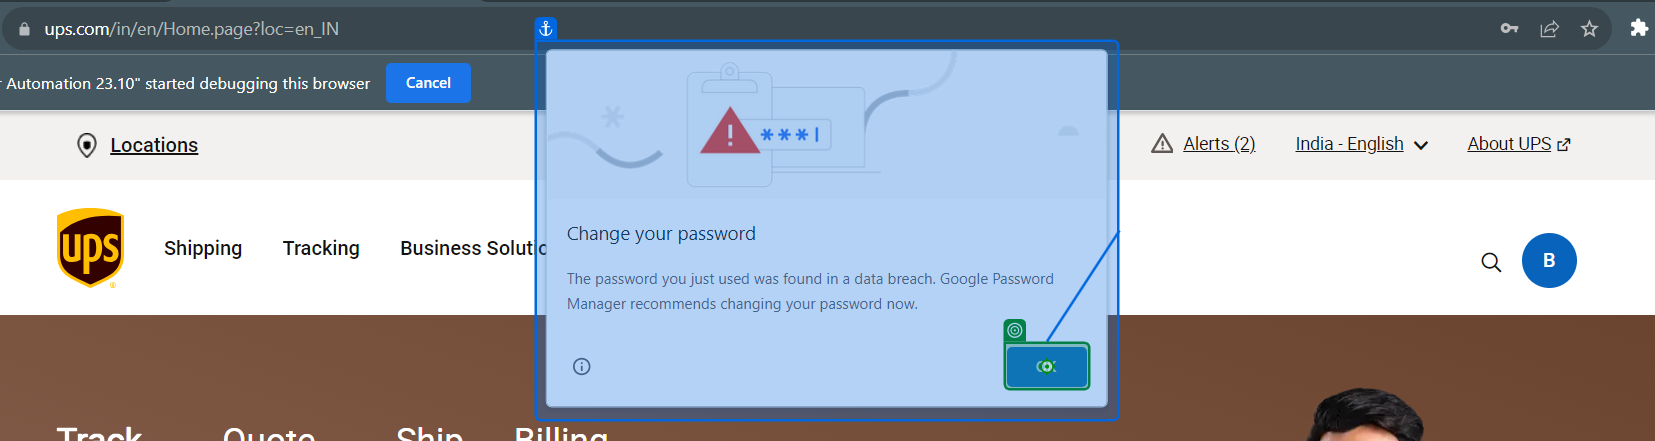 ups.com/in/en/Home.page?loc=en_IN
Automation 23.10" started debugging this browser
Cancel
Locations
Alerts (2)
India - English
About UPS
***|
ups
Shipping
Tracking
Business Solutio
B
Change your password
The password you just used was found in a data breach. Google Password
Manager recommends changing your password now.
Track
Quote
Ship
Billing